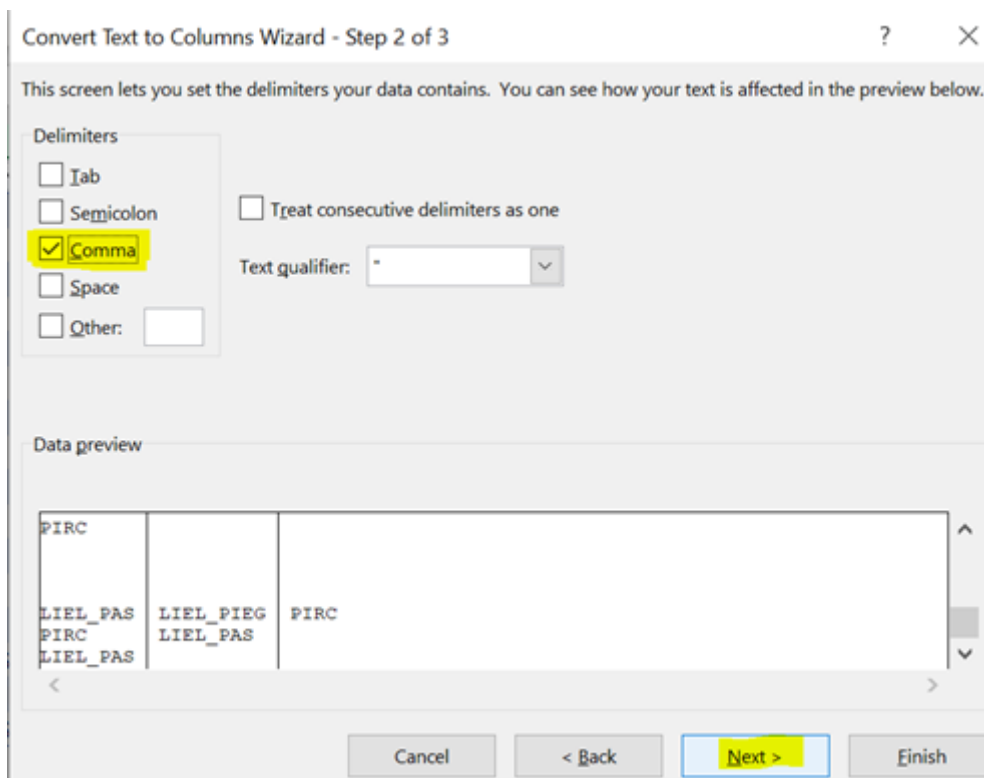 Convert Text to Columns Wizard - Step 2 of 3 ?
This screen lets you set the delimiters your data contains. You can see how your text is affected in the preview below.
Delimiters
Tab
Semicolon
Comma
Space
Other:
Treat consecutive delimiters as one
Text qualifier: "
Data preview
PIRC
LIEL_PAS LIEL_PIEG PIRC
PIRC LIEL_PAS
LIEL_PAS
Cancel < Back Next > Finish